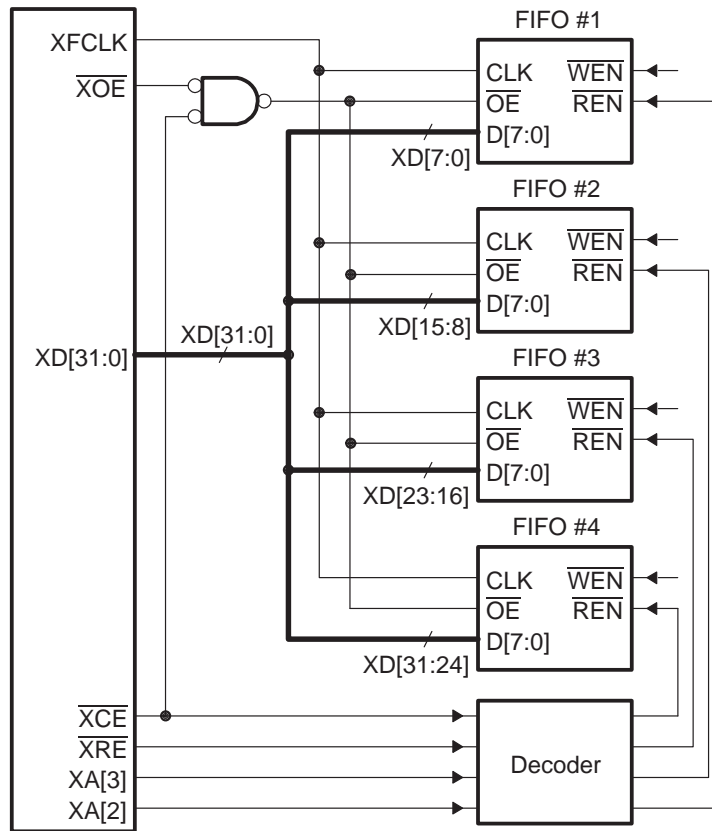 XFCLK
XOE
XD[31:0]
XCE
XRE
XA[3]
XA[2]
XD[31:0]
FIFO #1
CLK WEN
OE REN
D[7:0]
XD[7:0]
FIFO #2
CLK WEN
OE REN
D[7:0]
XD[15:8]
FIFO #3
CLK WEN
OE REN
D[7:0]
XD[23:16]
FIFO #4
CLK WEN
OE REN
D[7:0]
XD[31:24]
Decoder